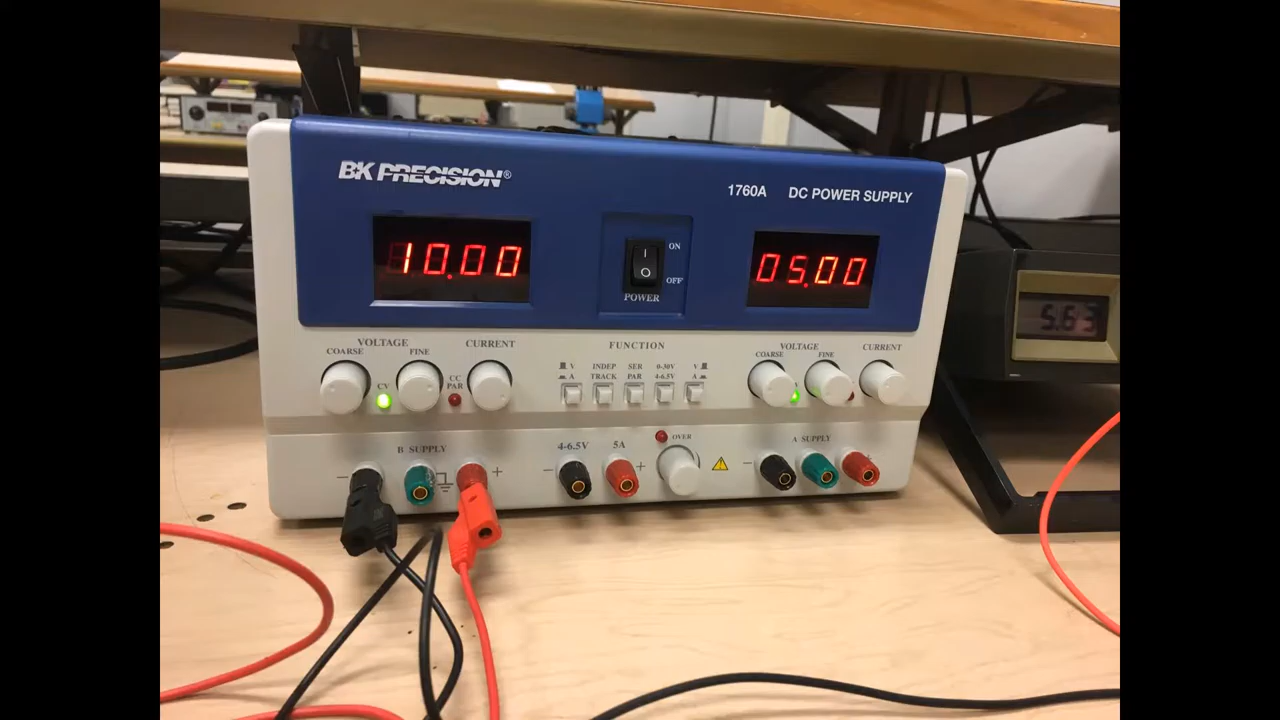 BK PRECISION®
1760A DC POWER SUPPLY
10.00
ON
OFF
POWER
05.00
5.63
VOLTAGE
COARSE FINE
CURRENT
CV
CC
PAR
FUNCTION
V
A
INDEP
TRACK
SER
PAR
0-30V
4-6.5V
V
A
VOLTAGE
COARSE FINE
CURRENT
B SUPPLY
− +
4-6.5V 5A
− +
OVER
A SUPPLY
− +